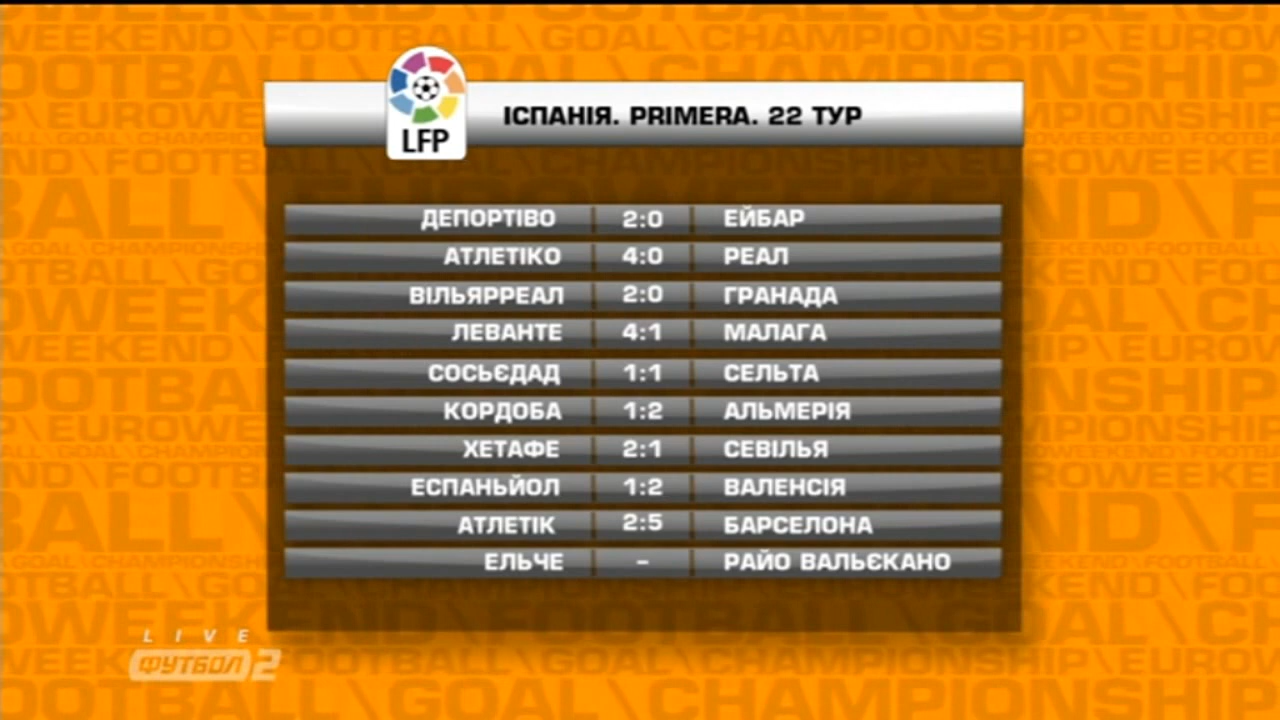 LFP
ІСПАНІЯ. PRIMERA. 22 ТУР
ДЕПОРТІВО 2:0 ЕЙБАР
АТЛЕТІКО 4:0 РЕАЛ
ВІЛЬЯРРЕАЛ 2:0 ГРАНАДА
ЛЕВАНТЕ 4:1 МАЛАГА
СОСЬЄДАД 1:1 СЕЛЬТА
КОРДОБА 1:2 АЛЬМЕРІЯ
ХЕТАФЕ 2:1 СЕВІЛЬЯ
ЕСПАНЬЙОЛ 1:2 ВАЛЕНСІЯ
АТЛЕТІК 2:5 БАРСЕЛОНА
ЕЛЬЧЕ – РАЙО ВАЛЬЄКАНО
LIVE
ФУТБОЛ 2